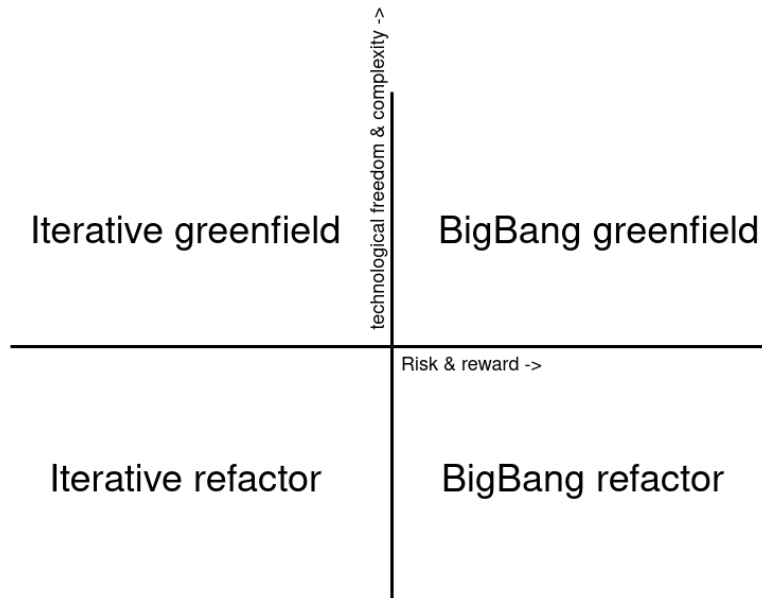 technological freedom & complexity ->
Iterative greenfield
BigBang greenfield
Risk & reward ->
Iterative refactor
BigBang refactor